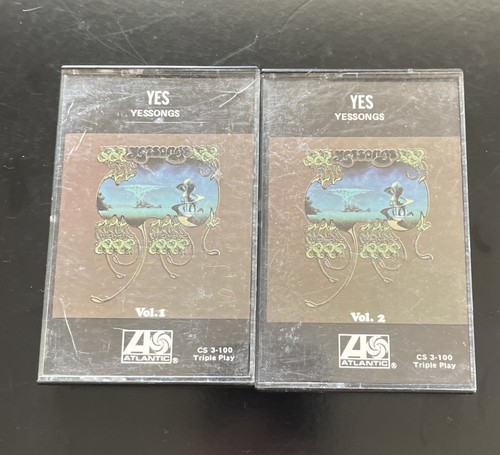 YES
YESSONGS
yessongs
Vol.1
ATLANTIC®
CS 3-100
Triple Play
YES
YESSONGS
yessongs
Vol. 2
ATLANTIC®
CS 3-100
Triple Play